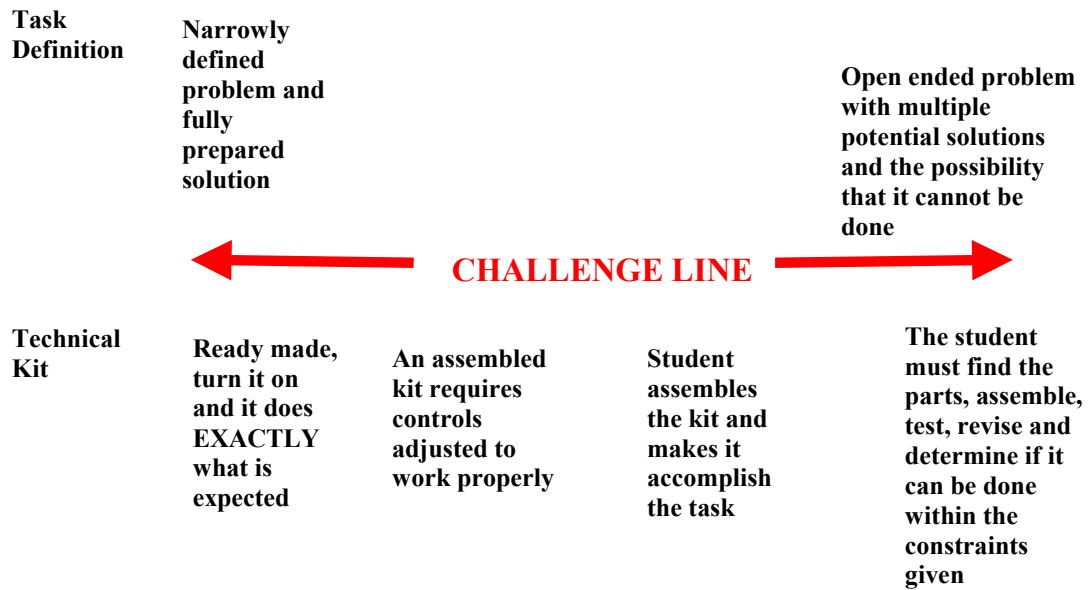 Task
Definition
Narrowly
defined
problem and
fully
prepared
solution
Open ended problem
with multiple
potential solutions
and the possibility
that it cannot be
done
CHALLENGE LINE
Technical
Kit
Ready made,
turn it on
and it does
EXACTLY
what is
expected
An assembled
kit requires
controls
adjusted to
work properly
Student
assembles
the kit and
makes it
accomplish
the task
The student
must find the
parts, assemble,
test, revise and
determine if it
can be done
within the
constraints
given